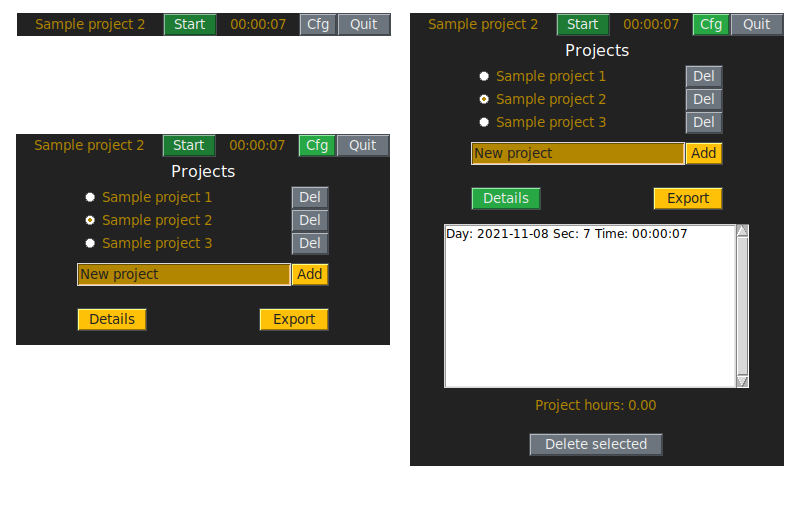 Sample project 2 Start 00:00:07 Cfg Quit
Sample project 2 Start 00:00:07 Cfg Quit
Projects
Sample project 1 Del
Sample project 2 Del
Sample project 3 Del
New project Add
Details Export
Sample project 2 Start 00:00:07 Cfg Quit
Projects
Sample project 1 Del
Sample project 2 Del
Sample project 3 Del
New project Add
Details Export
Day: 2021-11-08 Sec: 7 Time: 00:00:07
Project hours: 0.00
Delete selected